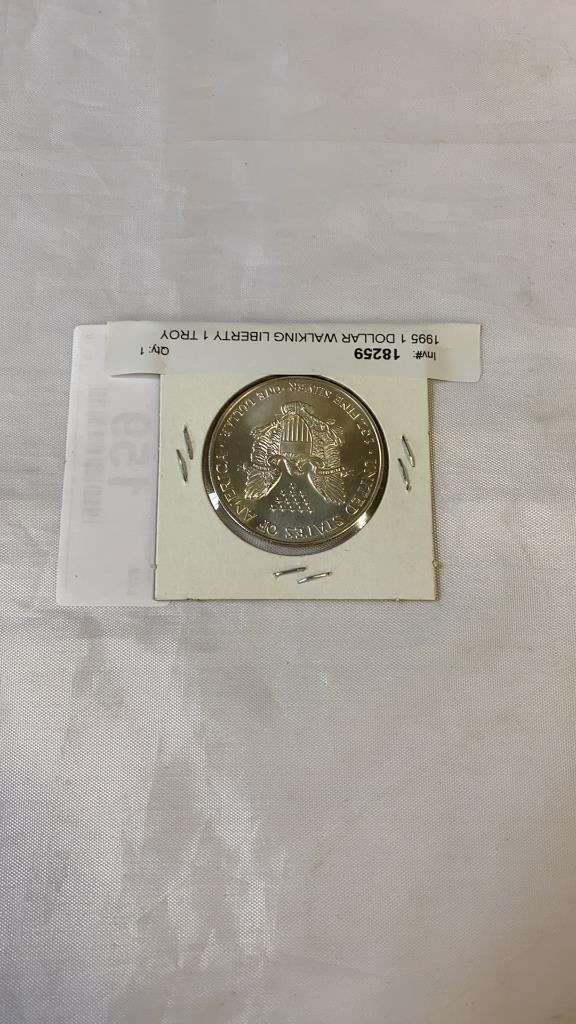 Inv#: 18259 Qty: 1
1995 1 DOLLAR WALKING LIBERTY 1 TROY
UNITED STATES OF AMERICA
OZ. FINE SILVER~ONE DOLLAR